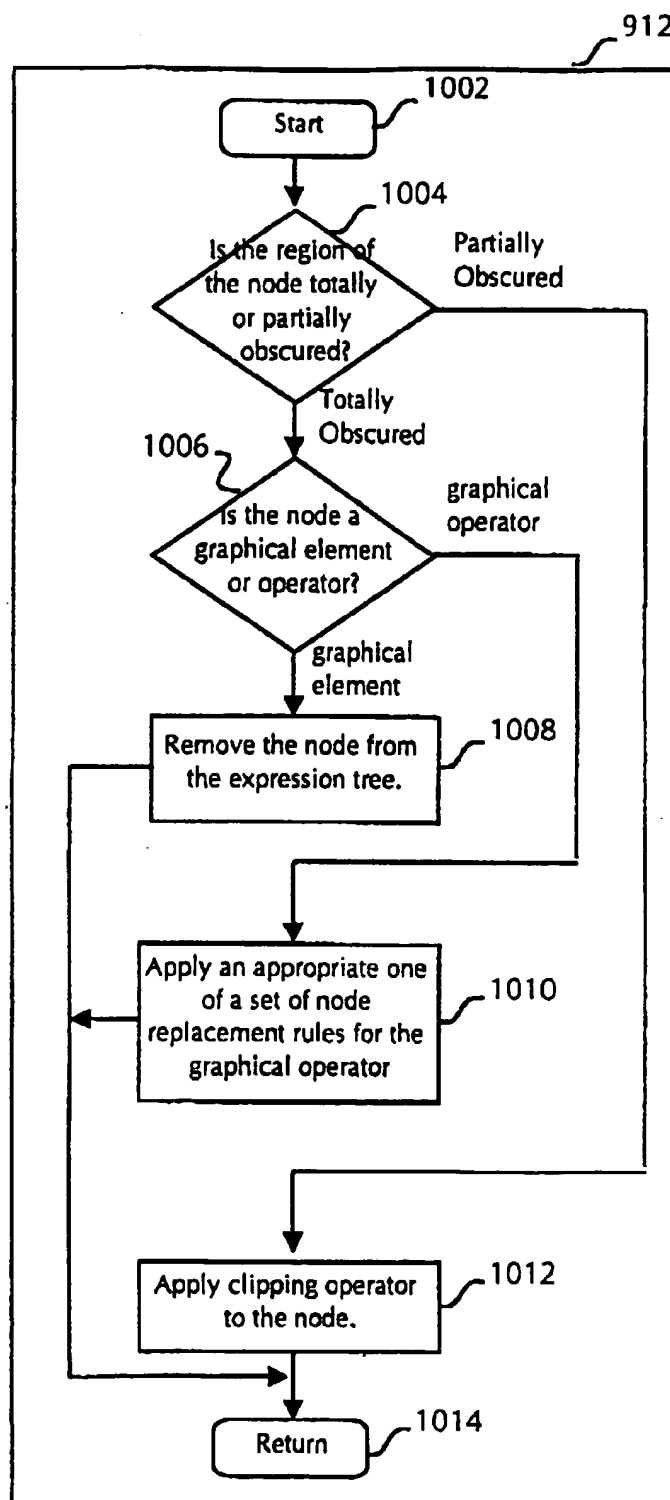 912
1002
Start
1004
Is the region of
the node totally
or partially
obscured?
Partially
Obscured
Totally
Obscured
1006
Is the node a
graphical element
or operator?
graphical
operator
graphical
element
Remove the node from
the expression tree.
1008
Apply an appropriate one
of a set of node
replacement rules for the
graphical operator
1010
Apply clipping operator
to the node.
1012
Return
1014